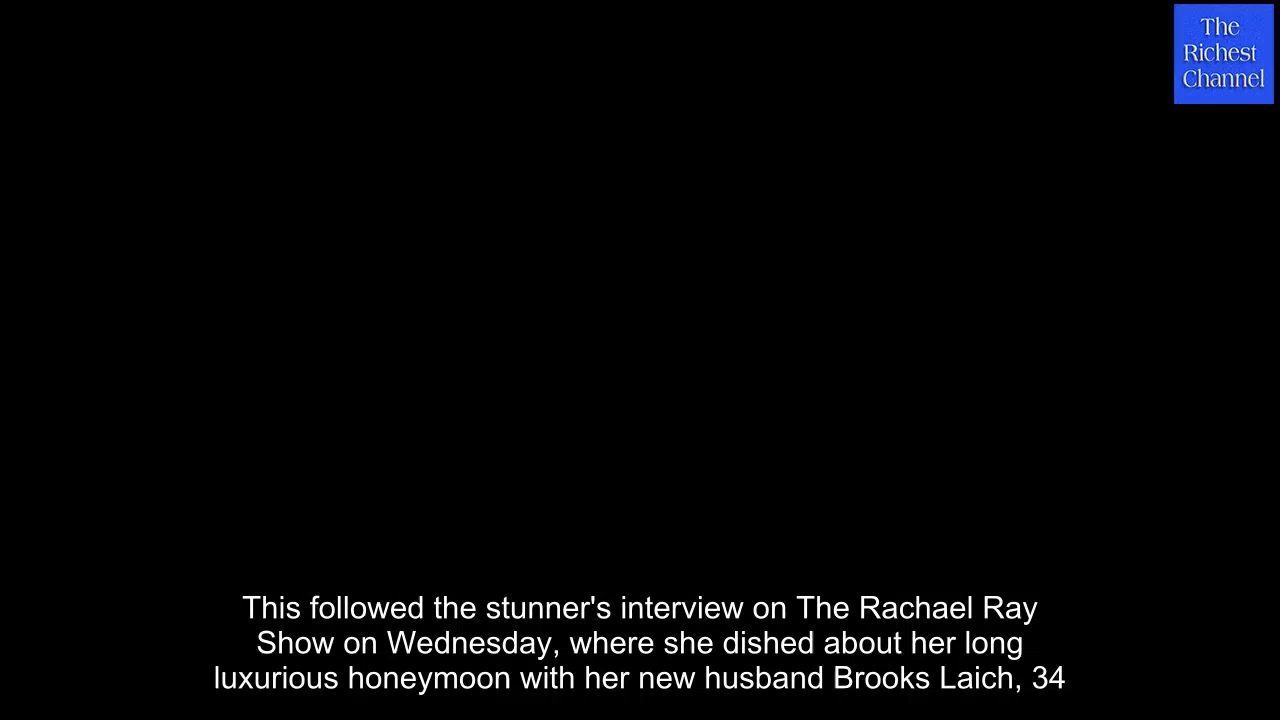 The
Richest
Channel
This followed the stunner's interview on The Rachael Ray
Show on Wednesday, where she dished about her long
luxurious honeymoon with her new husband Brooks Laich, 34